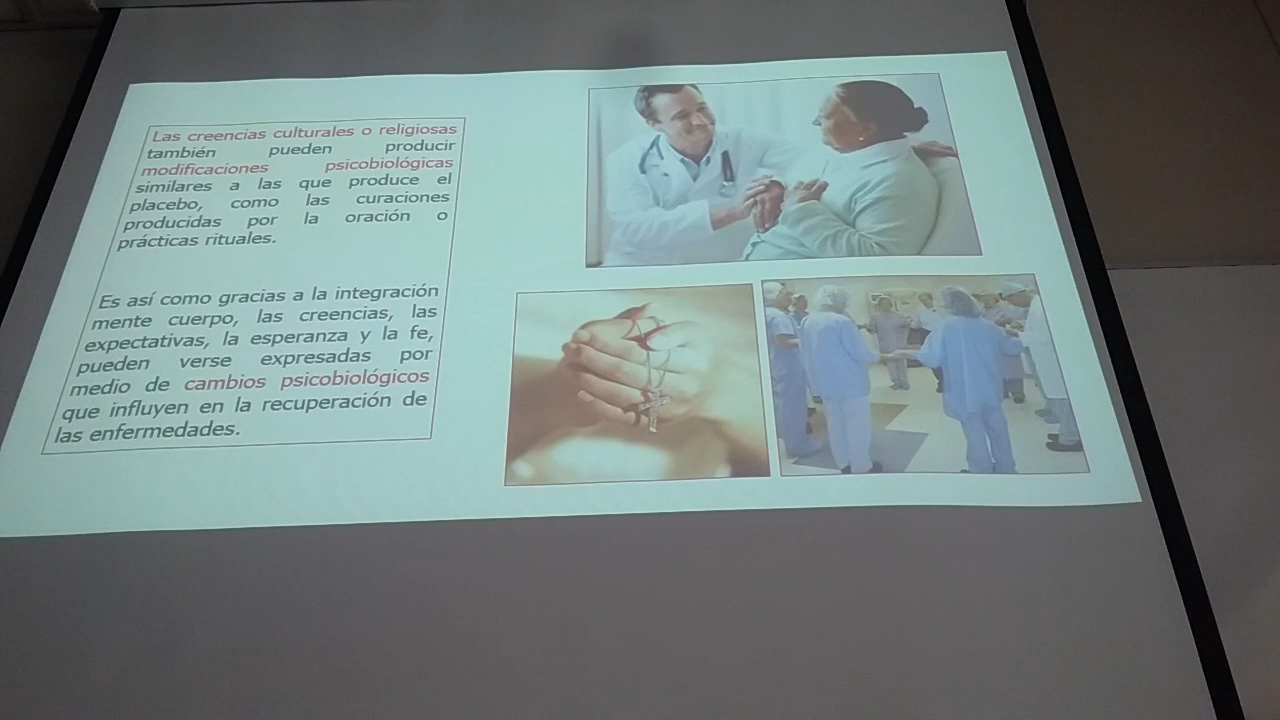 Las creencias culturales o religiosas
también pueden producir
modificaciones psicobiológicas
similares a las que produce el
placebo, como las curaciones
producidas por la oración o
prácticas rituales.
Es así como gracias a la integración
mente cuerpo, las creencias, las
expectativas, la esperanza y la fe,
pueden verse expresadas por
medio de cambios psicobiológicos
que influyen en la recuperación de
las enfermedades.